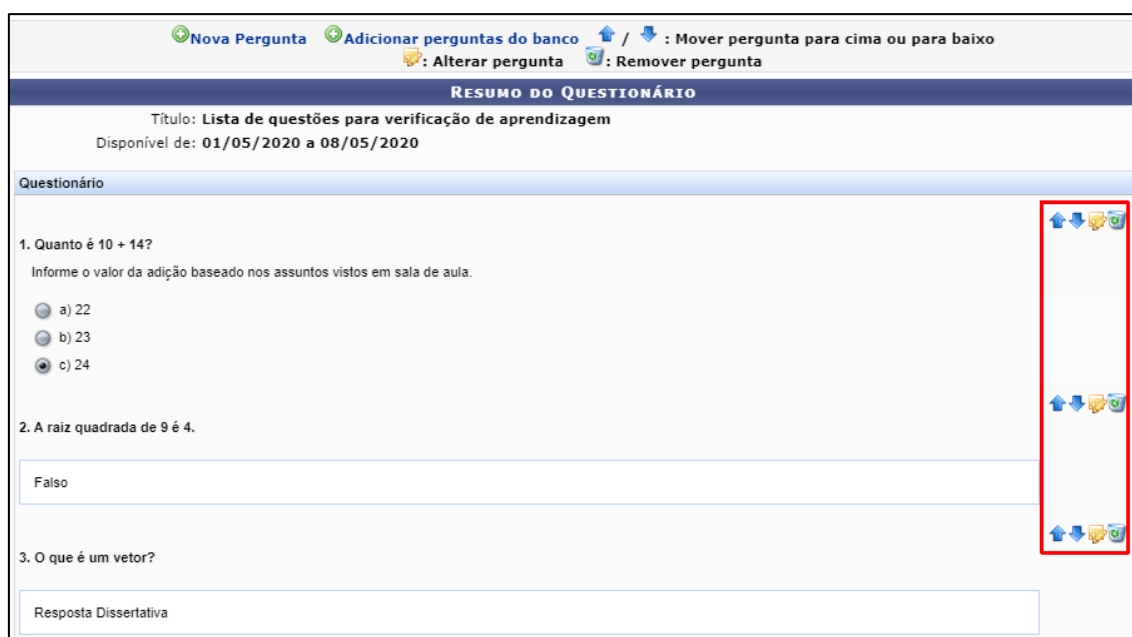 Nova Pergunta Adicionar perguntas do banco / : Mover pergunta para cima ou para baixo
: Alterar pergunta : Remover pergunta
RESUMO DO QUESTIONÁRIO
Título: Lista de questões para verificação de aprendizagem
Disponível de: 01/05/2020 a 08/05/2020
Questionário
1. Quanto é 10 + 14?
Informe o valor da adição baseado nos assuntos vistos em sala de aula.
a) 22
b) 23
c) 24
2. A raiz quadrada de 9 é 4.
Falso
3. O que é um vetor?
Resposta Dissertativa